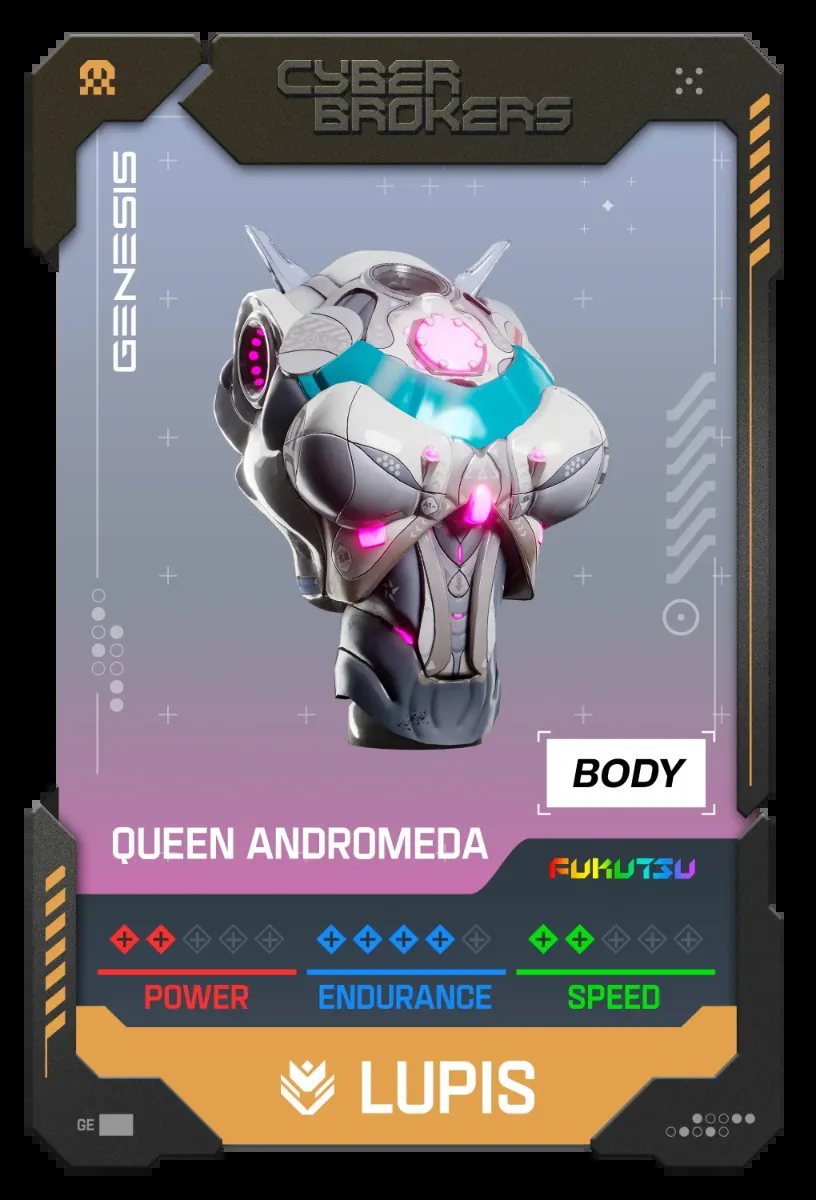 CYBER
BROKERS
GENESIS
BODY
QUEEN ANDROMEDA
FUKUTSU
POWER
ENDURANCE
SPEED
LUPIS
GE